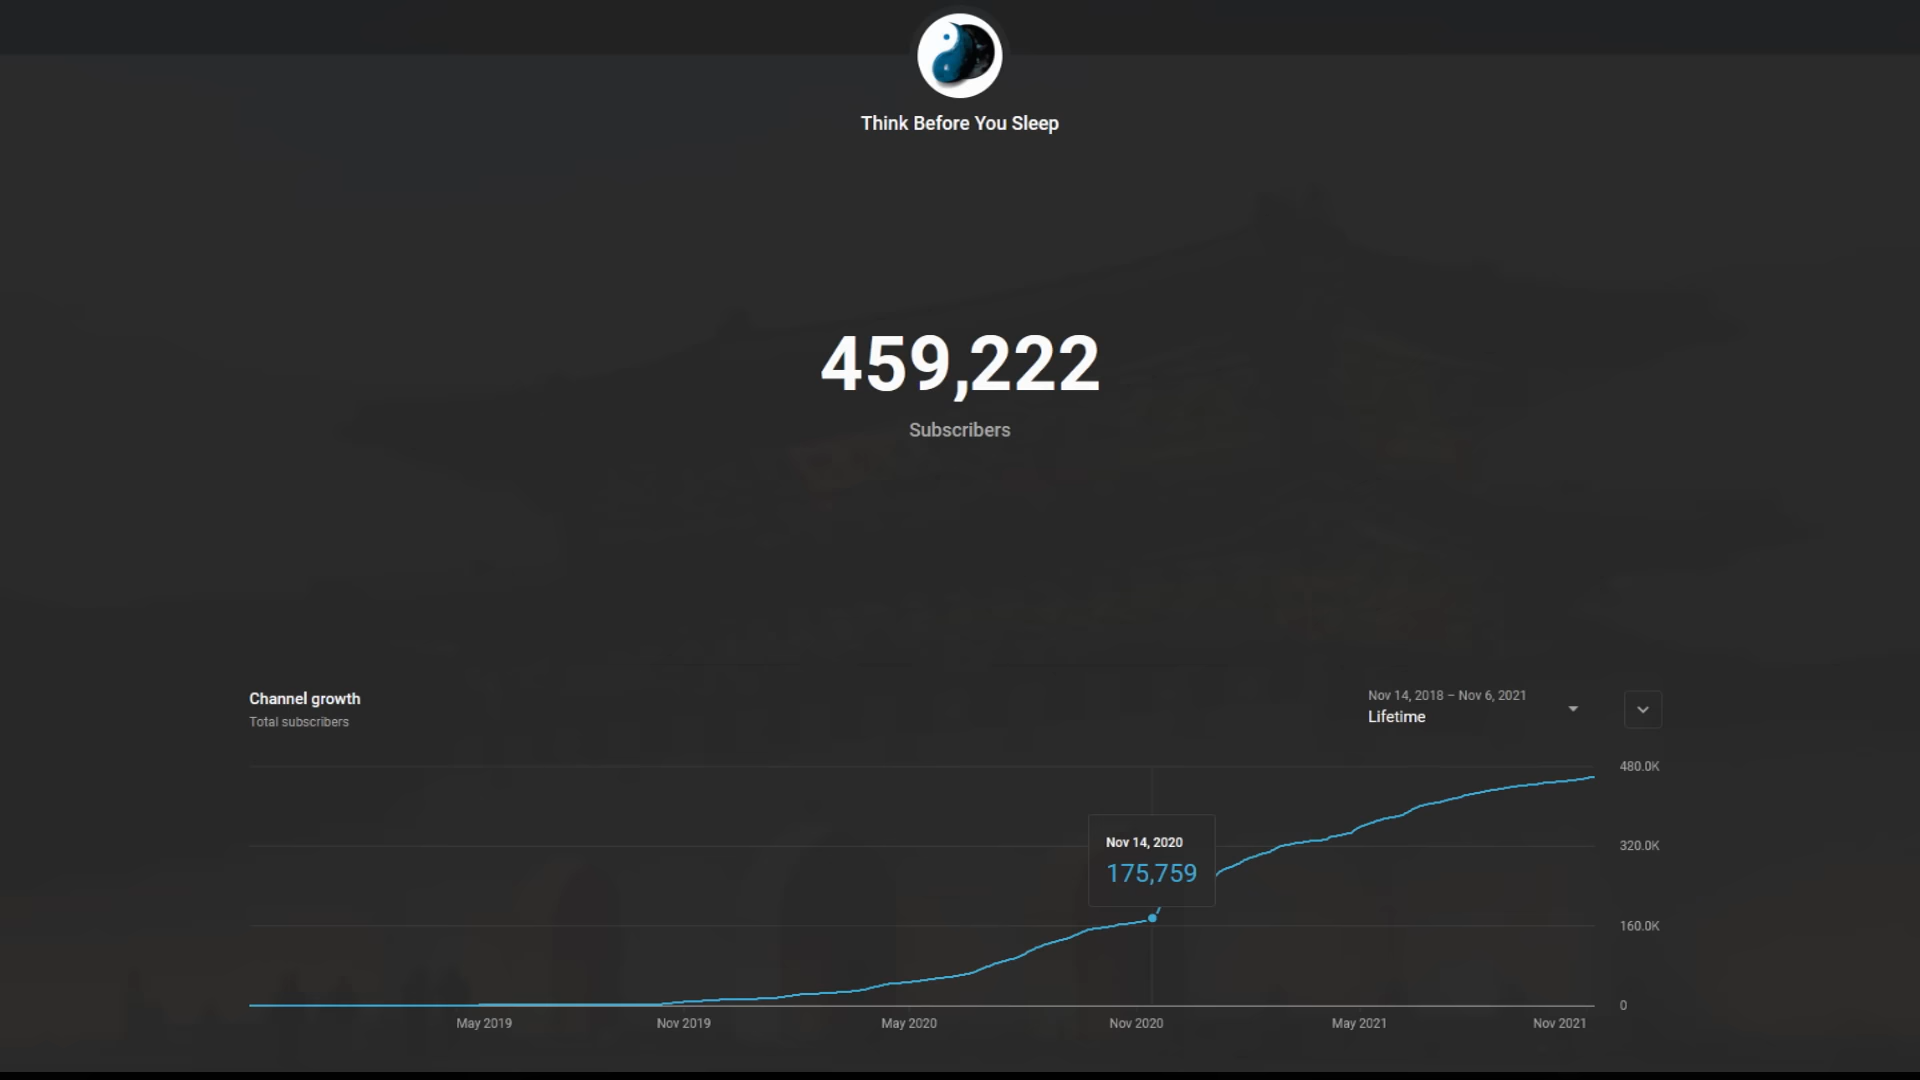 Think Before You Sleep
459,222
Subscribers
Channel growth
Total subscribers
Nov 14, 2018 – Nov 6, 2021
Lifetime
480.0K
Nov 14, 2020
175,759
320.0K
160.0K
0
May 2019
Nov 2019
May 2020
Nov 2020
May 2021
Nov 2021